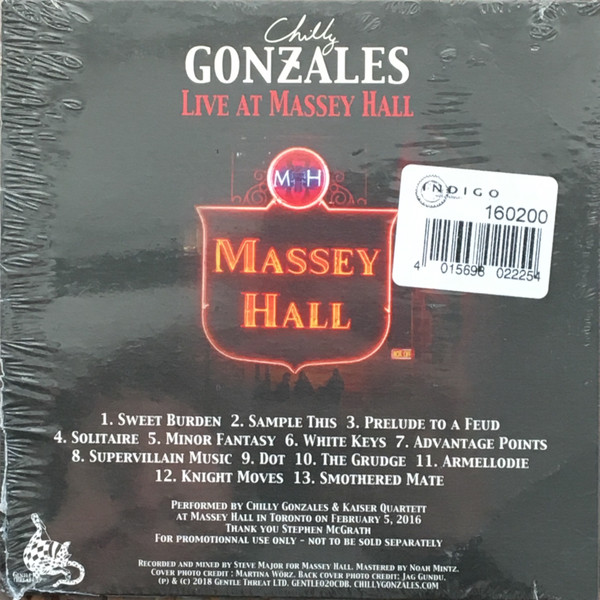 Chilly
GONZALES
LIVE AT MASSEY HALL
M H
INDIGO
160200
4 015698 022254
MASSEY
HALL
1. SWEET BURDEN 2. SAMPLE THIS 3. PRELUDE TO A FEUD
4. SOLITAIRE 5. MINOR FANTASY 6. WHITE KEYS 7. ADVANTAGE POINTS
8. SUPERVILLAIN MUSIC 9. DOT 10. THE GRUDGE 11. ARMELLODIE
12. KNIGHT MOVES 13. SMOTHERED MATE
PERFORMED BY CHILLY GONZALES & KAISER QUARTETT
AT MASSEY HALL IN TORONTO ON FEBRUARY 5, 2016
THANK YOU STEPHEN MCGRATH
FOR PROMOTIONNAL USE ONLY - NOT TO BE SOLD SEPARATELY
RECORDED AND MIXED BY STEVE MAJOR FOR MASSEY HALL. MASTERED BY NOAH MINTZ.
COVER PHOTO CREDIT : MARTINA WÖRZ. BACK COVER PHOTO CREDIT: JAG GUNDU.
(P) & (C) 2018 GENTLE THREAT LTD. GENTLE020CDB. CHILLYGONZALES.COM
GENTLE THREAT